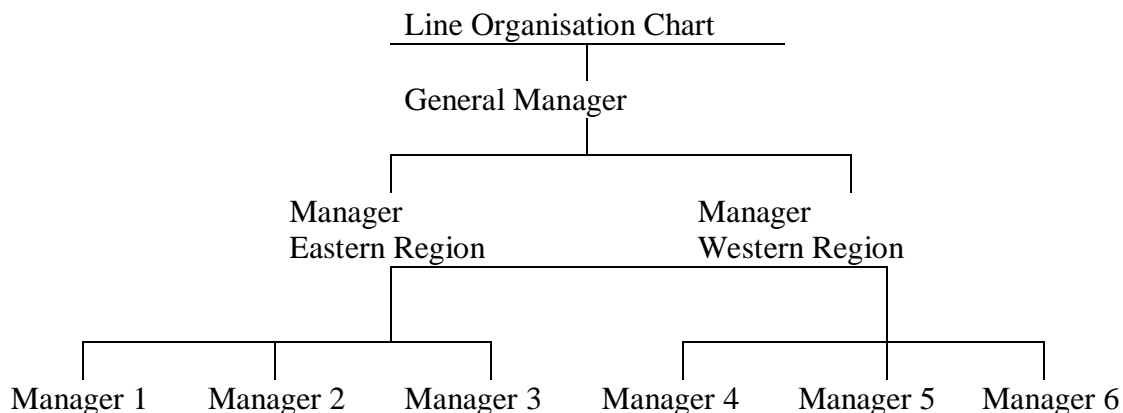 Line Organisation Chart
General Manager
Manager
Eastern Region
Manager
Western Region
Manager 1
Manager 2
Manager 3
Manager 4
Manager 5
Manager 6